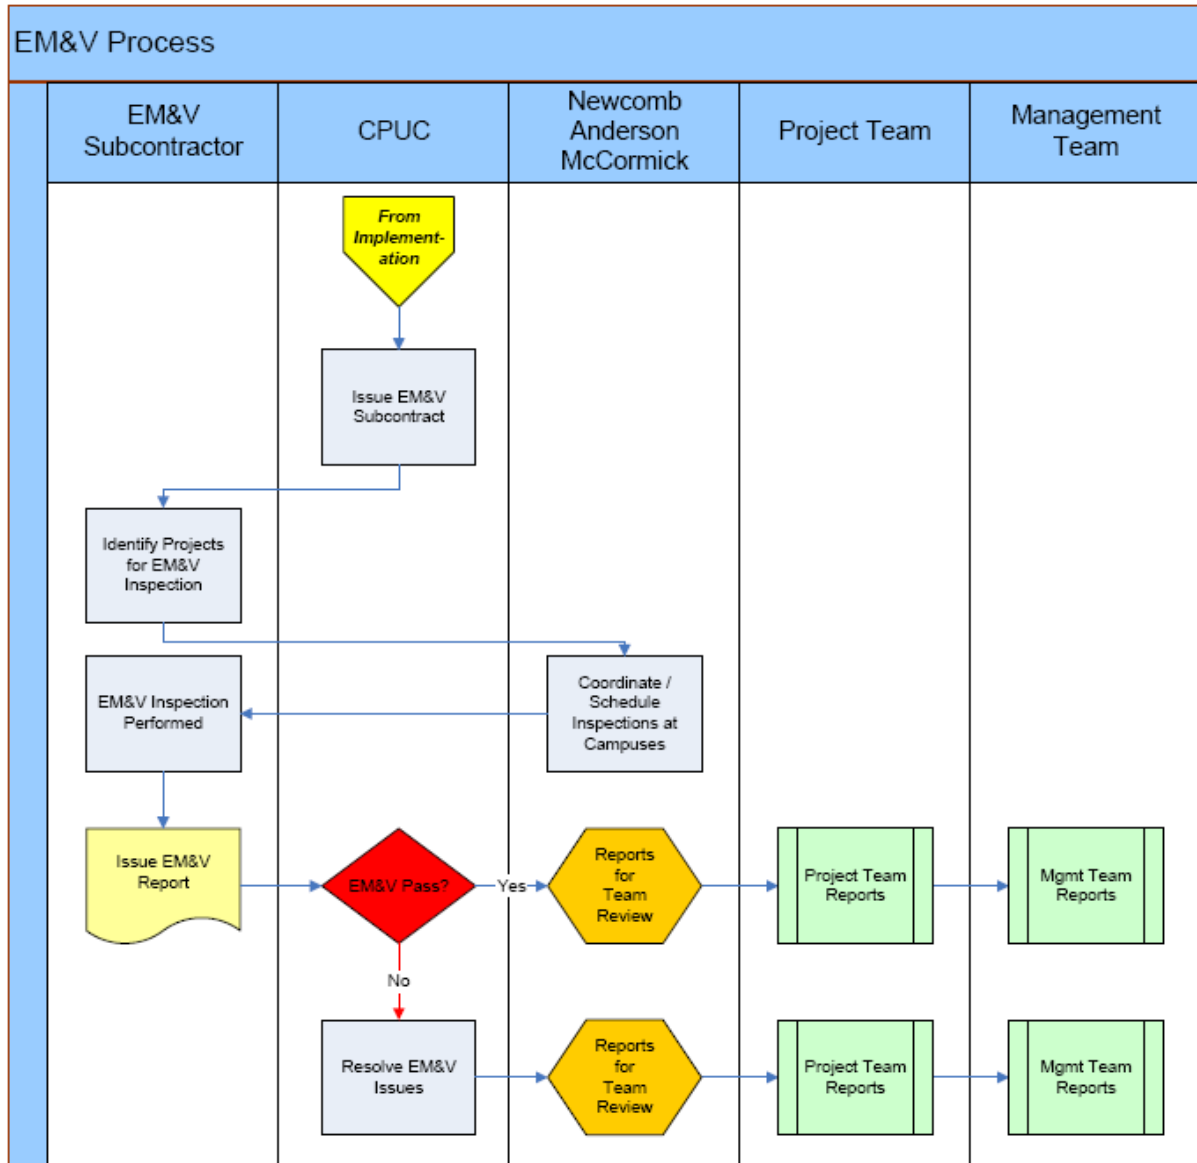 EM&V Process
EM&V
Subcontractor
CPUC
Newcomb
Anderson
McCormick
Project Team
Management
Team
From
Implement-
ation
Issue EM&V
Subcontract
Identify Projects
for EM&V
Inspection
Coordinate /
Schedule
Inspections at
Campuses
EM&V Inspection
Performed
Issue EM&V
Report
EM&V Pass?
Yes
Reports
for
Team
Review
Project Team
Reports
Mgmt Team
Reports
No
Resolve EM&V
Issues
Reports
for
Team
Review
Project Team
Reports
Mgmt Team
Reports